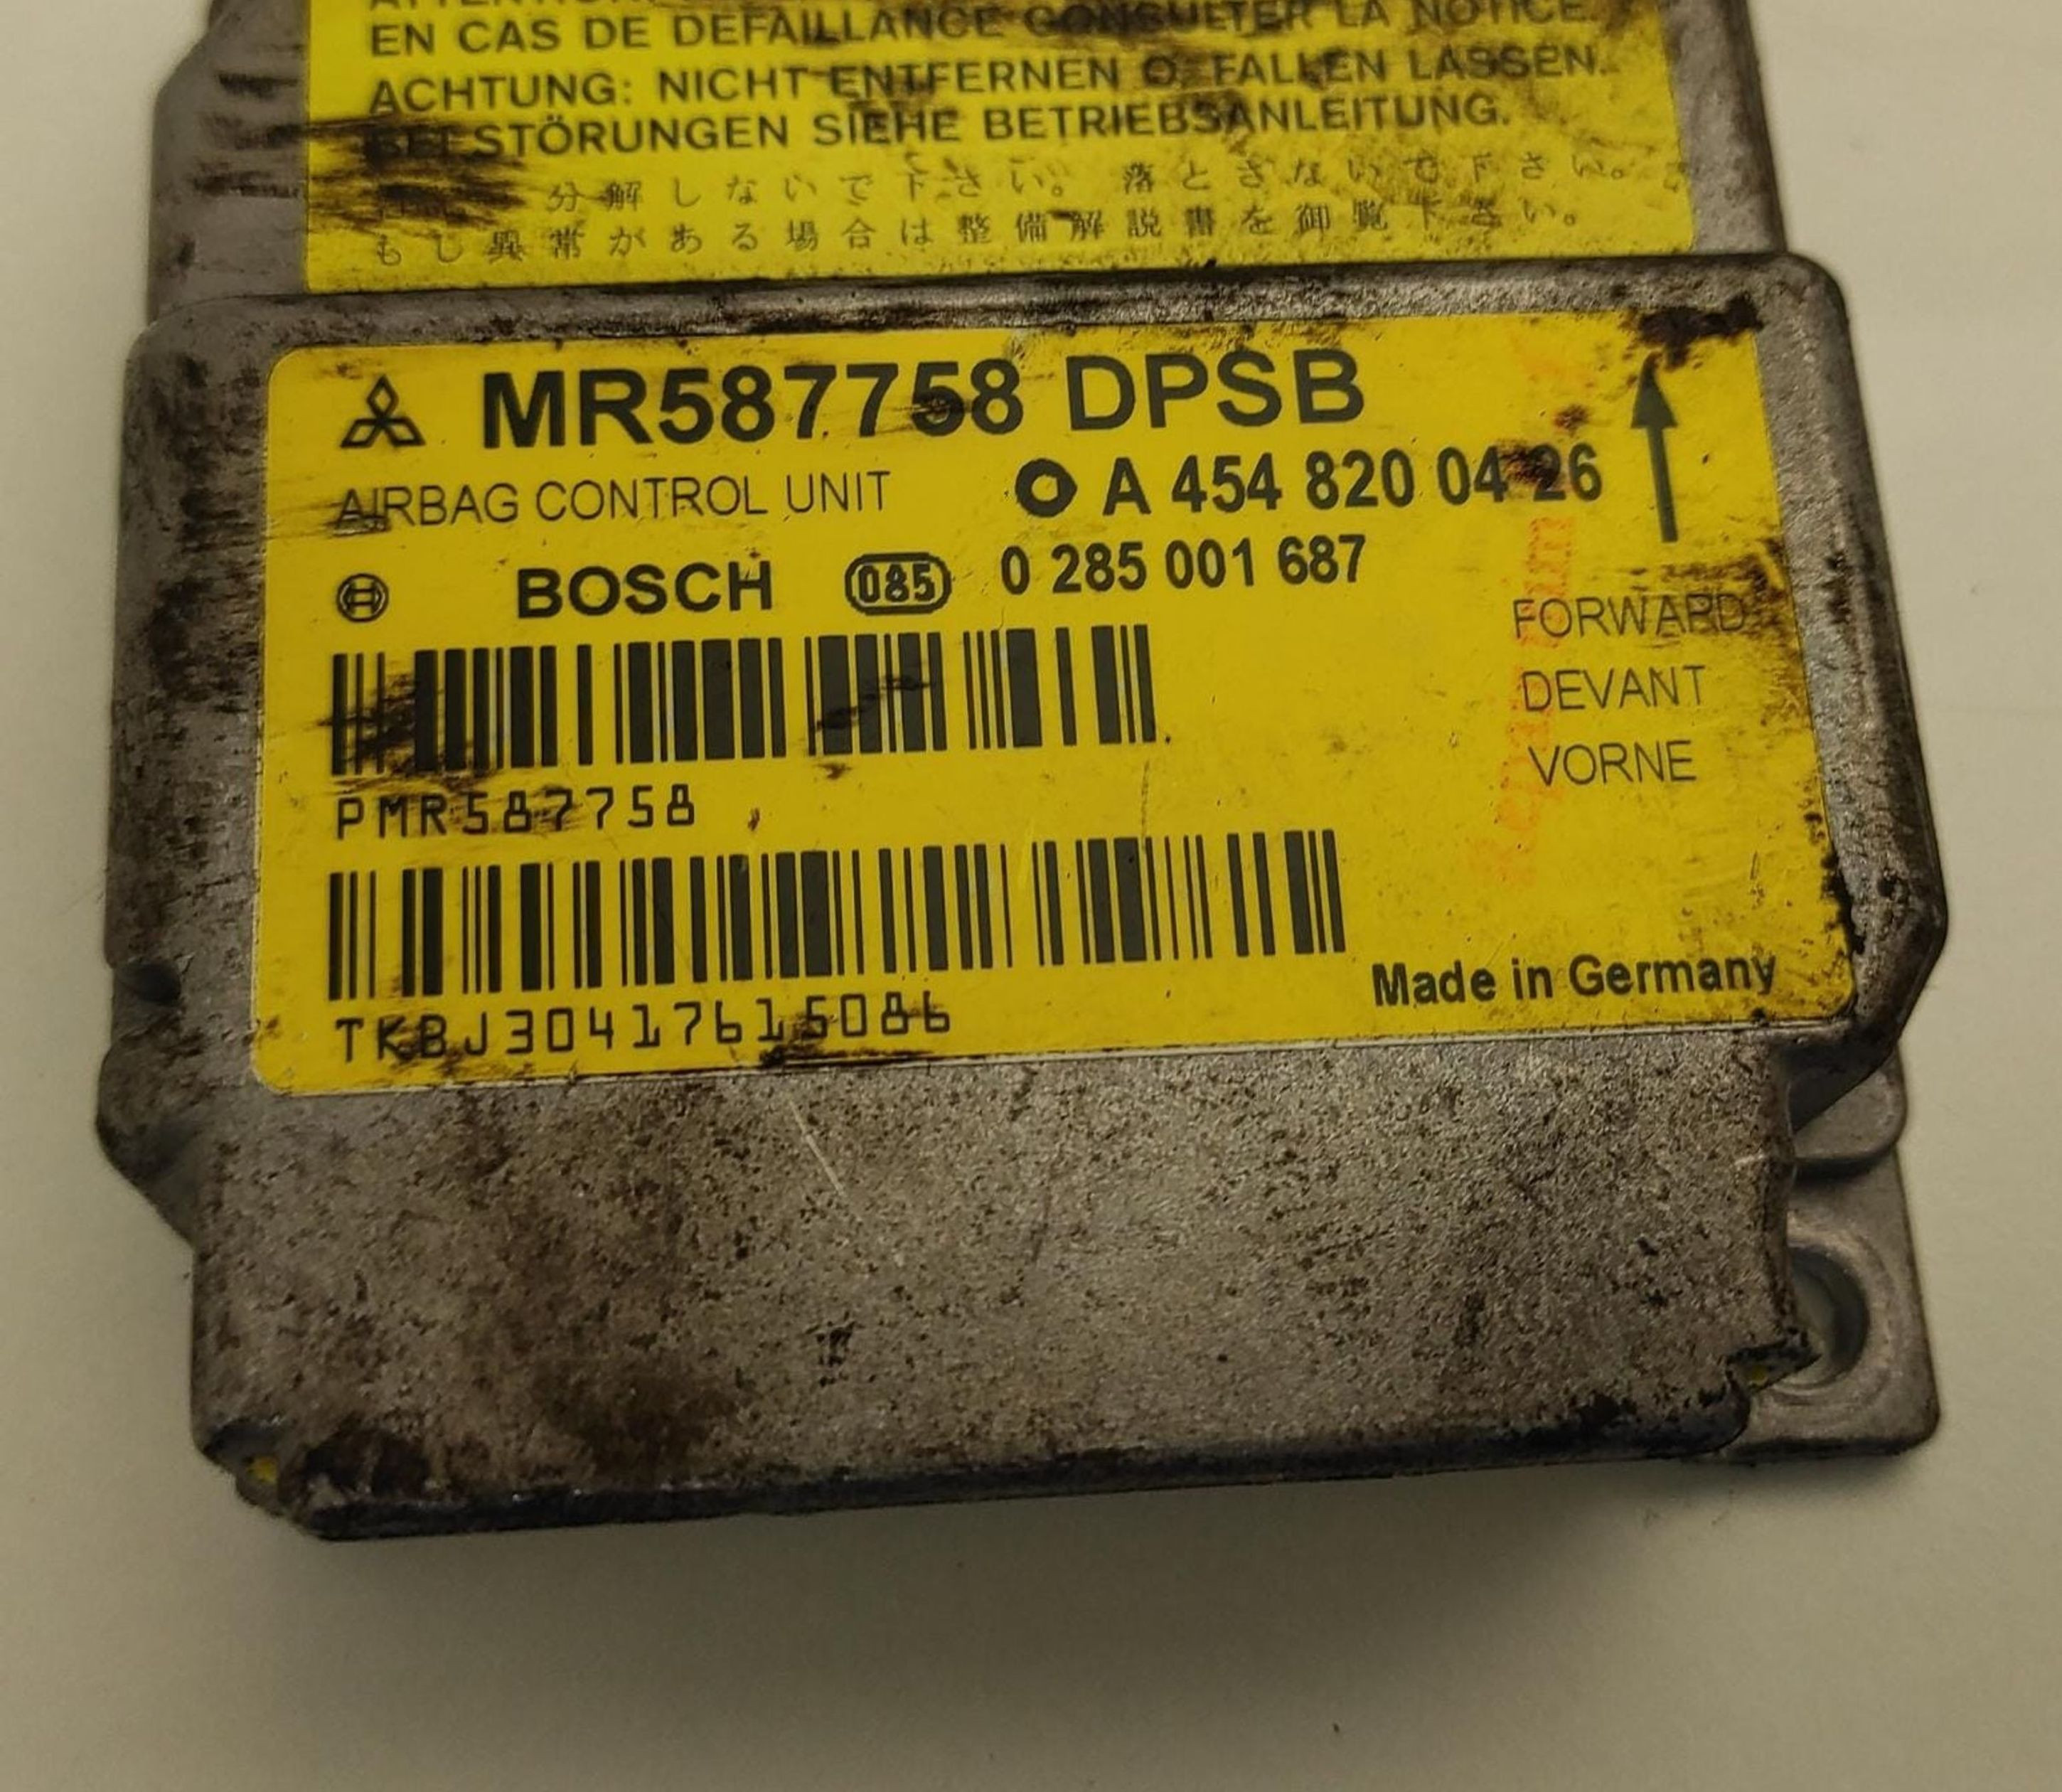 EN CAS DE DEFAILLANCE CONSULTER LA NOTICE.
ACHTUNG: NICHT ENTFERNEN O. FALLEN LASSEN.
BEI STÖRUNGEN SIEHE BETRIEBSANLEITUNG.
分解しないで下さい。 落とさないで下さい。
もし異常がある場合は整備解説書を御覧下さい。
MR587758 DPSB
AIRBAG CONTROL UNIT
A 454 820 04 26
BOSCH 085 0 285 001 687
FORWARD
DEVANT
VORNE
PMR587758
TKBJ30417615086
Made in Germany